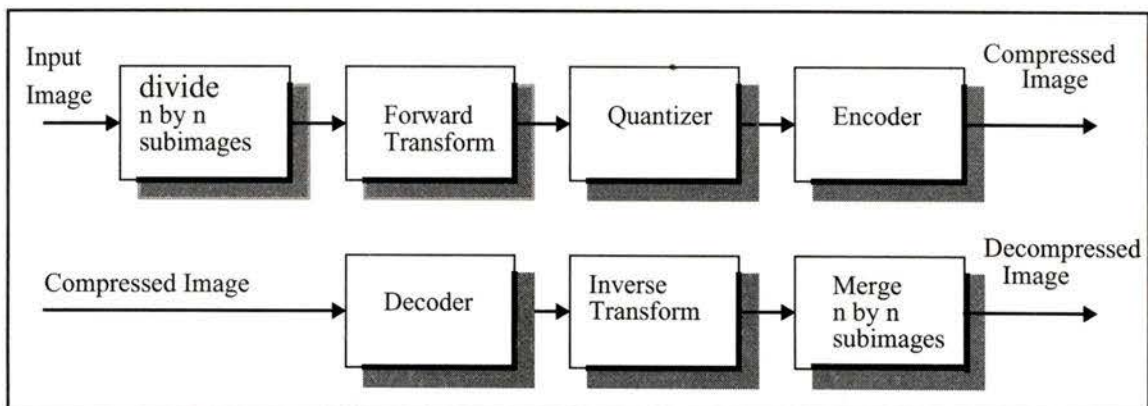 Input
Image
divide
n by n
subimages
Forward
Transform
Quantizer
Encoder
Compressed
Image
Compressed Image
Decoder
Inverse
Transform
Merge
n by n
subimages
Decompressed
Image